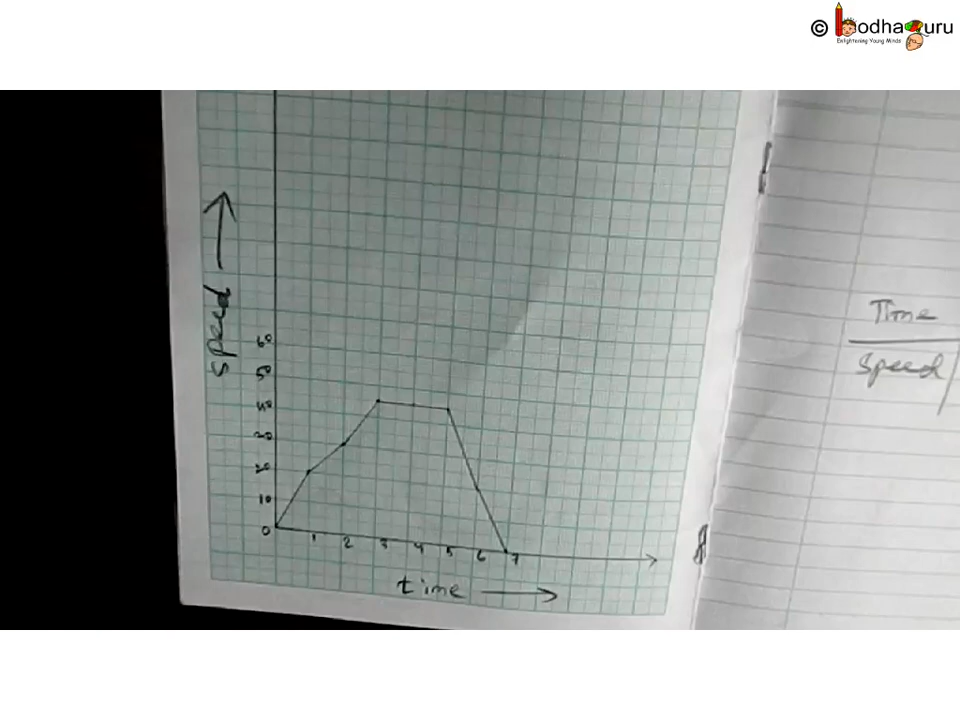 © BodhaGuru
Enlightening Young Minds
speed
60
50
40
30
20
10
0
1 2 3 4 5 6 7
time
Time
speed